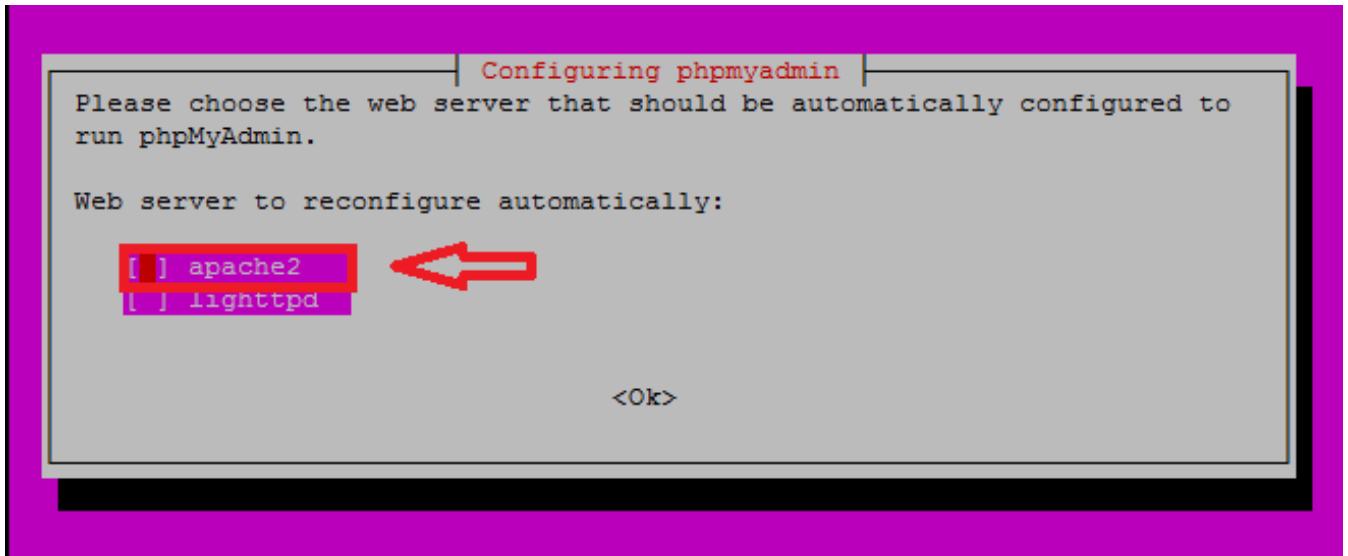 Configuring phpmyadmin
Please choose the web server that should be automatically configured to
run phpMyAdmin.
Web server to reconfigure automatically:
[ ] apache2
[ ] lighttpd
<Ok>